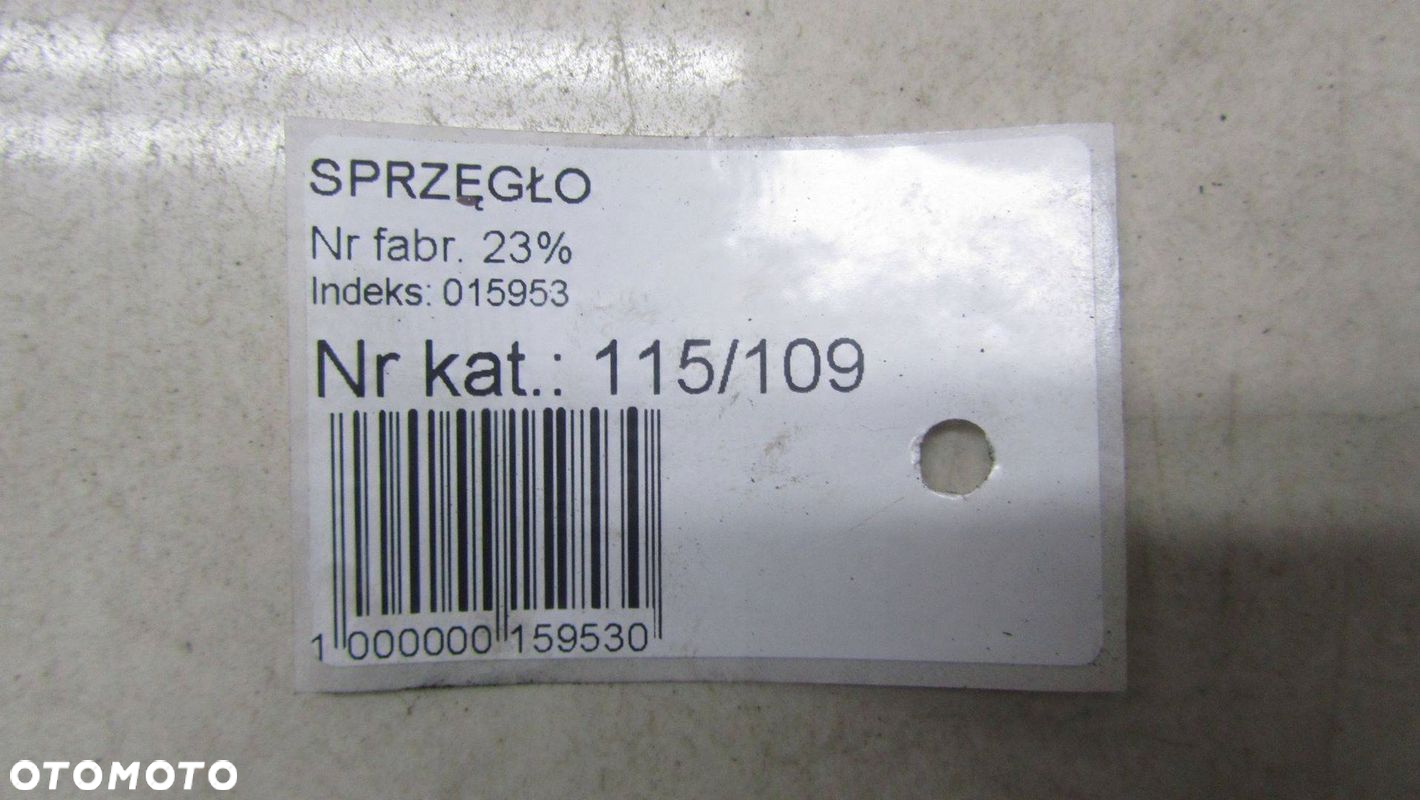 SPRZĘGŁO
Nr fabr. 23%
Indeks: 015953
Nr kat.: 115/109
1 000000 159530
OTOMOTO